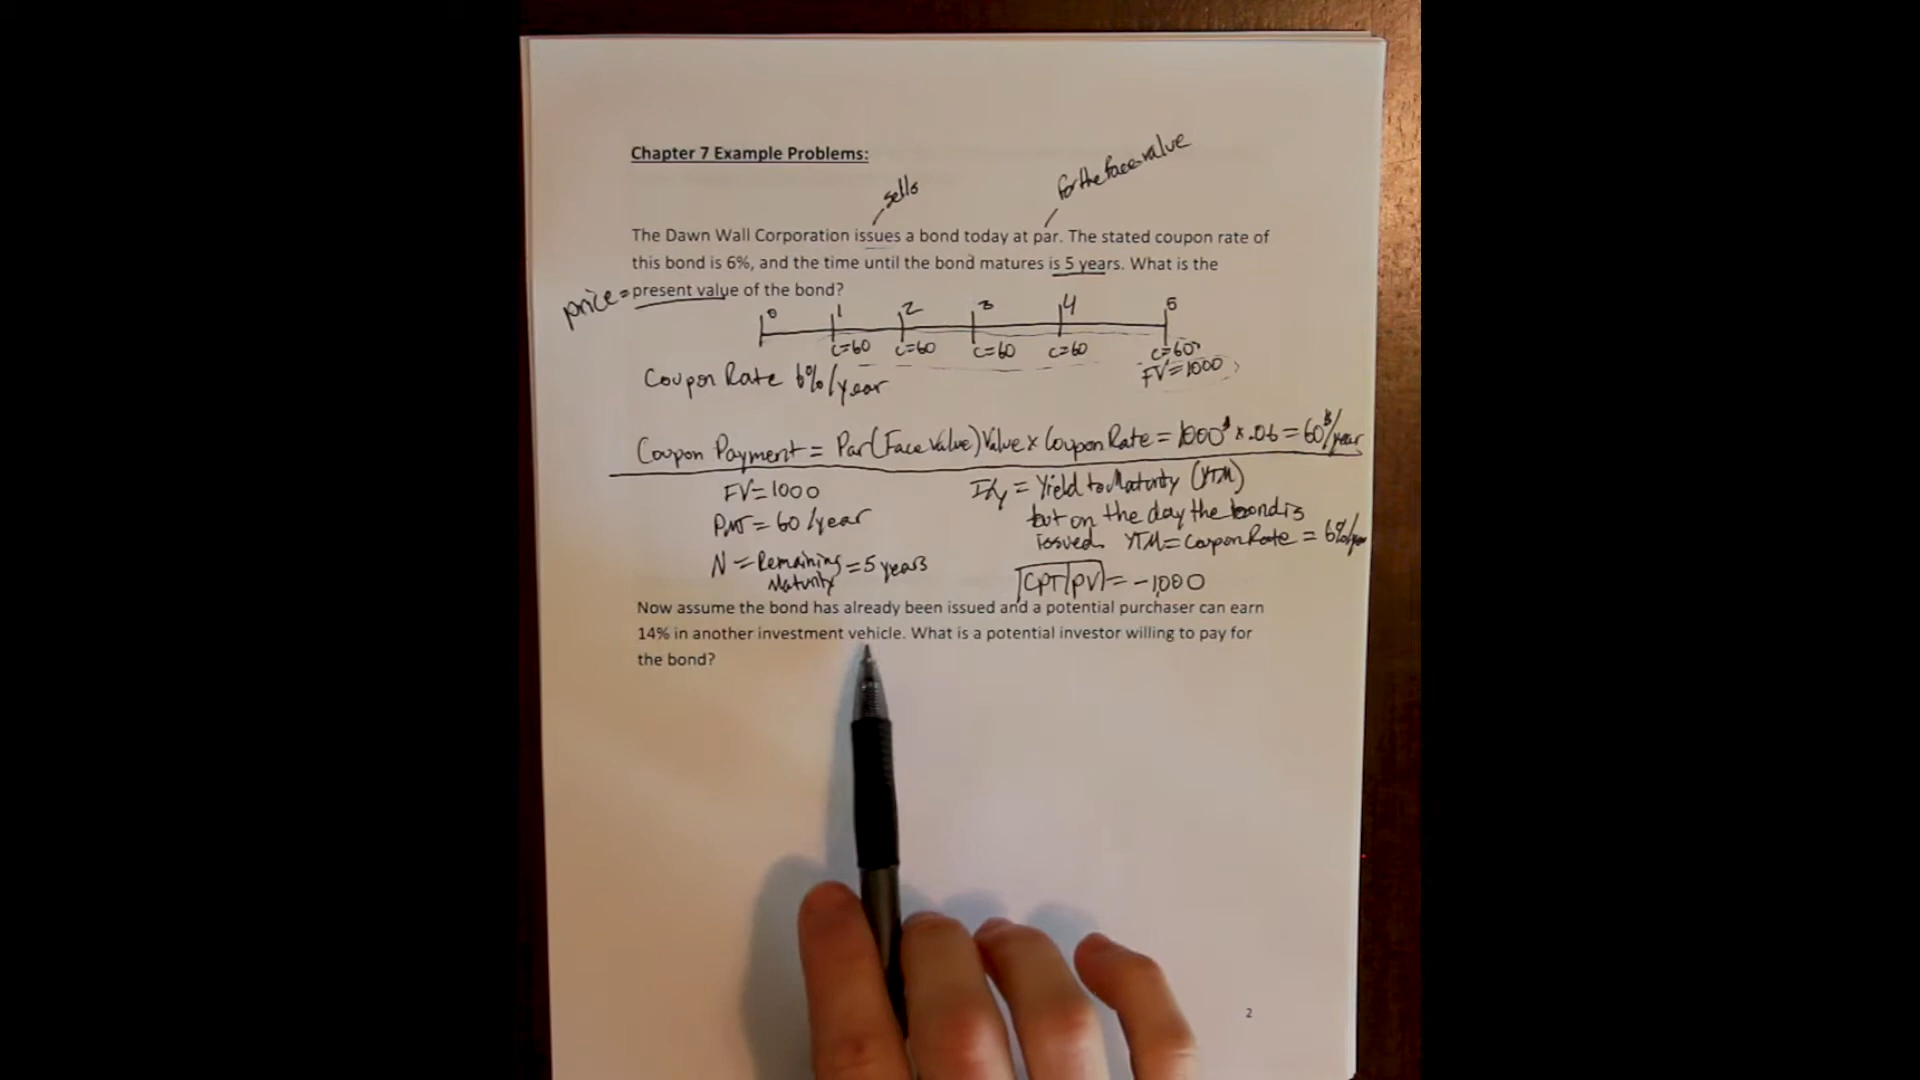 Chapter 7 Example Problems:
sells
for the face value
The Dawn Wall Corporation issues a bond today at par. The stated coupon rate of
this bond is 6%, and the time until the bond matures is 5 years. What is the
price = present value of the bond?
0 1 2 3 4 5
c=60 c=60 c=60 c=60 c=60
FV=1000
Coupon Rate 6%/year
Coupon Payment = Par(Face Value) Value x Coupon Rate = 1000$ x .06 = 60$/year
FV=1000
PMT = 60/year
N = Remaining Maturity = 5 years
I/y = Yield to Maturity (YTM)
but on the day the bond is
issued YTM = Coupon Rate = 6%/year
CPT PV = -1,000
Now assume the bond has already been issued and a potential purchaser can earn
14% in another investment vehicle. What is a potential investor willing to pay for
the bond?
2